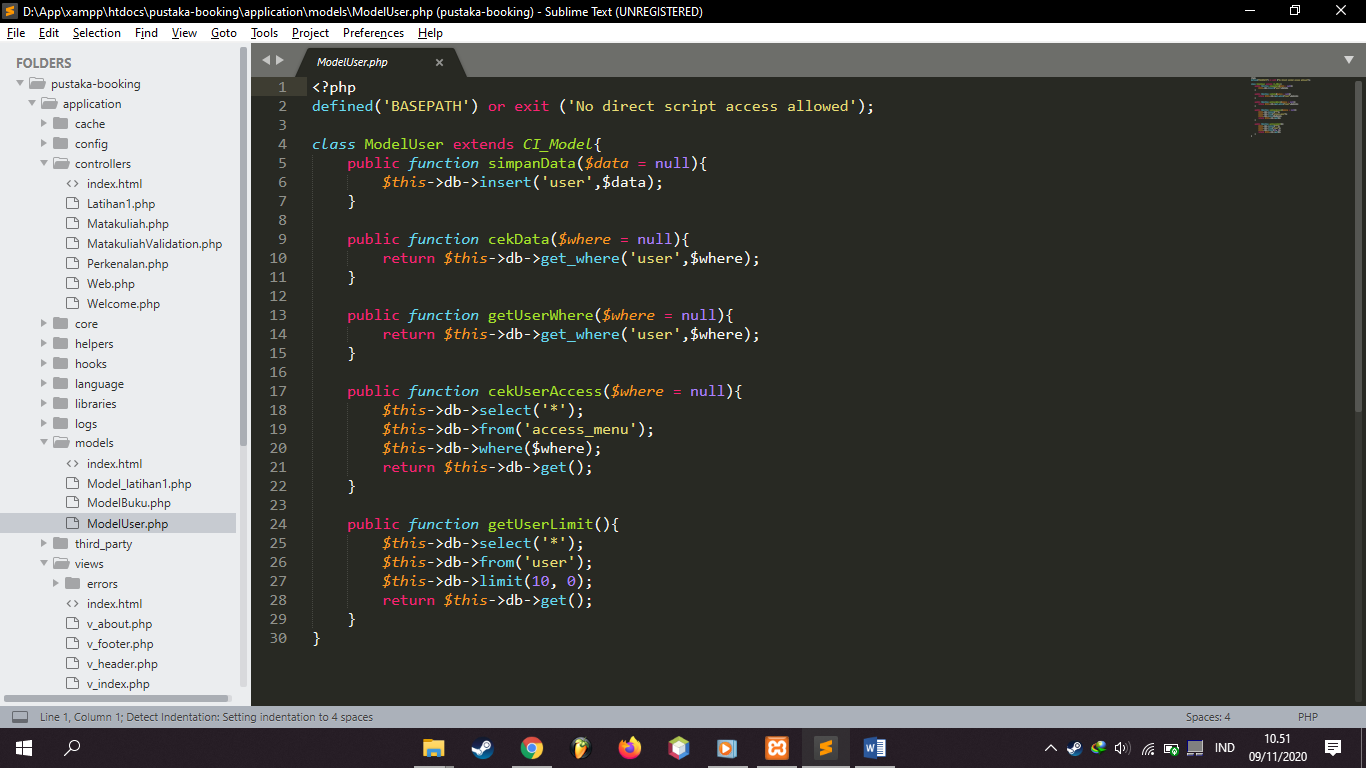 D:\App\xampp\htdocs\pustaka-booking\application\models\ModelUser.php (pustaka-booking) - Sublime Text (UNREGISTERED)
File Edit Selection Find View Goto Tools Project Preferences Help
FOLDERS
pustaka-booking
application
cache
config
controllers
index.html
Latihan1.php
Matakuliah.php
MatakuliahValidation.php
Perkenalan.php
Web.php
Welcome.php
core
helpers
hooks
language
libraries
logs
models
index.html
Model_latihan1.php
ModelBuku.php
ModelUser.php
third_party
views
errors
index.html
v_about.php
v_footer.php
v_header.php
v_index.php
ModelUser.php
1 <?php
2 defined('BASEPATH') or exit ('No direct script access allowed');
3
4 class ModelUser extends CI_Model{
5     public function simpanData($data = null){
6         $this->db->insert('user',$data);
7     }
8
9     public function cekData($where = null){
10         return $this->db->get_where('user',$where);
11     }
12
13     public function getUserWhere($where = null){
14         return $this->db->get_where('user',$where);
15     }
16
17     public function cekUserAccess($where = null){
18         $this->db->select('*');
19         $this->db->from('access_menu');
20         $this->db->where($where);
21         return $this->db->get();
22     }
23
24     public function getUserLimit(){
25         $this->db->select('*');
26         $this->db->from('user');
27         $this->db->limit(10, 0);
28         return $this->db->get();
29     }
30 }
Line 1, Column 1; Detect Indentation: Setting indentation to 4 spaces
Spaces: 4
PHP
IND
10.51
09/11/2020